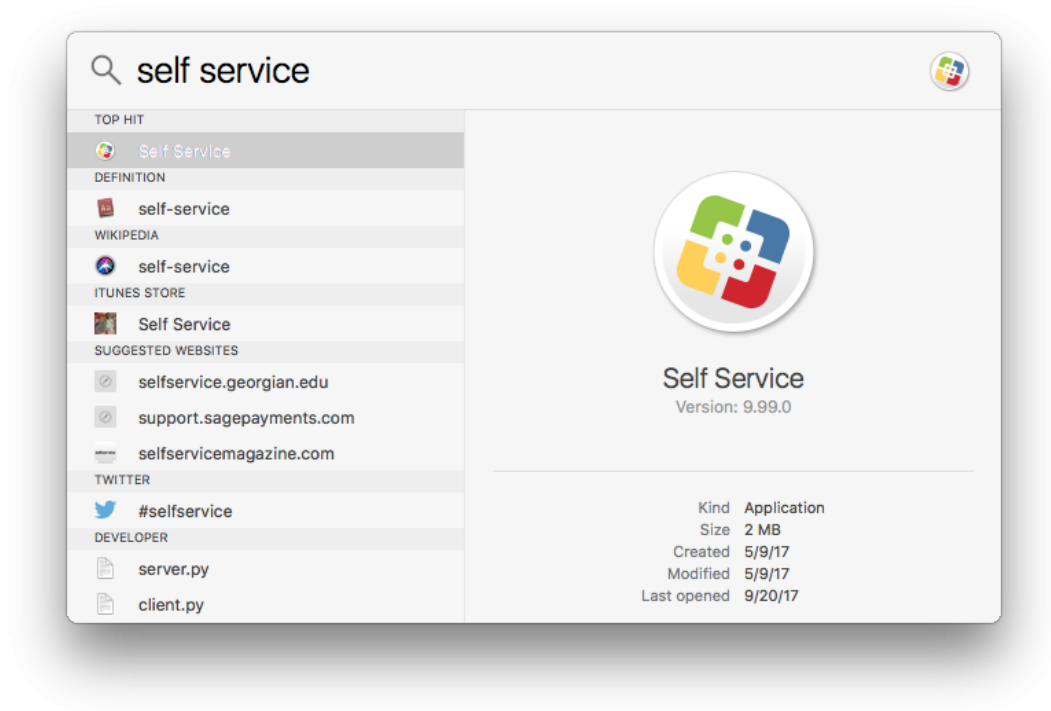 self service
TOP HIT
Self Service
DEFINITION
self-service
WIKIPEDIA
self-service
ITUNES STORE
Self Service
SUGGESTED WEBSITES
selfservice.georgian.edu
support.sagepayments.com
selfservicemagazine.com
TWITTER
#selfservice
DEVELOPER
server.py
client.py
Self Service
Version: 9.99.0
Kind Application
Size 2 MB
Created 5/9/17
Modified 5/9/17
Last opened 9/20/17